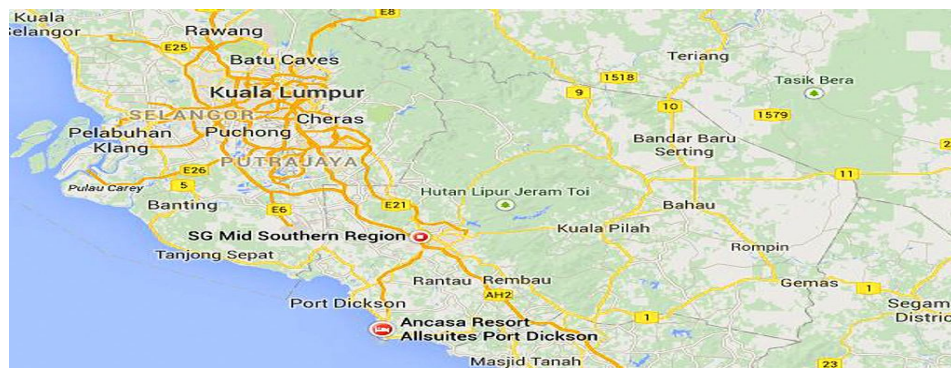 E8
Kuala
Selangor
Rawang
E25
Batu Caves
Teriang
1518
Tasik Bera
9
Kuala Lumpur
10
1579
SELANGOR
Cheras
Pelabuhan
Klang
Puchong
Bandar Baru
Serting
PUTRAJAYA
E26
11
5
Pulau Carey
Hutan Lipur Jeram Toi
Banting
E6
E21
Bahau
Kuala Pilah
SG Mid Southern Region
Tanjong Sepat
Rompin
Rantau
Rembau
Gemas
1
AH2
Port Dickson
Segam
Distric
1
Ancasa Resort
Allsuites Port Dickson
Masjid Tanah
23